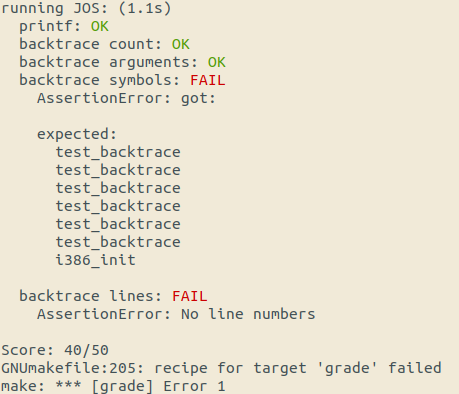 running JOS: (1.1s)
  printf: OK
  backtrace count: OK
  backtrace arguments: OK
  backtrace symbols: FAIL
    AssertionError: got:

    expected:
      test_backtrace
      test_backtrace
      test_backtrace
      test_backtrace
      test_backtrace
      test_backtrace
      i386_init

  backtrace lines: FAIL
    AssertionError: No line numbers

Score: 40/50
GNUmakefile:205: recipe for target 'grade' failed
make: *** [grade] Error 1